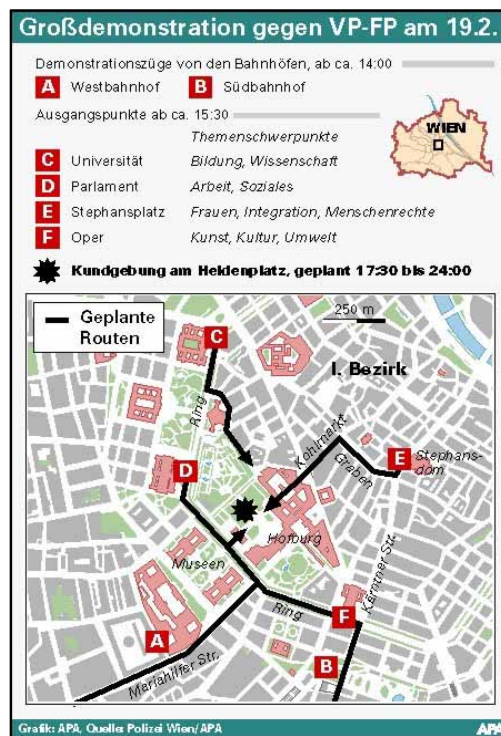 Großdemonstration gegen VP-FP am 19.2.
Demonstrationszüge von den Bahnhöfen, ab ca. 14:00
A Westbahnhof B Südbahnhof
Ausgangspunkte ab ca. 15:30
Themenschwerpunkte
C Universität Bildung, Wissenschaft
D Parlament Arbeit, Soziales
E Stephansplatz Frauen, Integration, Menschenrechte
F Oper Kunst, Kultur, Umwelt
Kundgebung am Heldenplatz, geplant 17:30 bis 24:00
WIEN
Geplante
Routen
250 m
I. Bezirk
C
Ring
Kohlmarkt
Graben
E
Stephans-
dom
D
Hofburg
Museen
Kärntner Str.
Ring
F
A
B
Mariahilfer Str.
Grafik: APA, Quelle: Polizei Wien/APA
APA